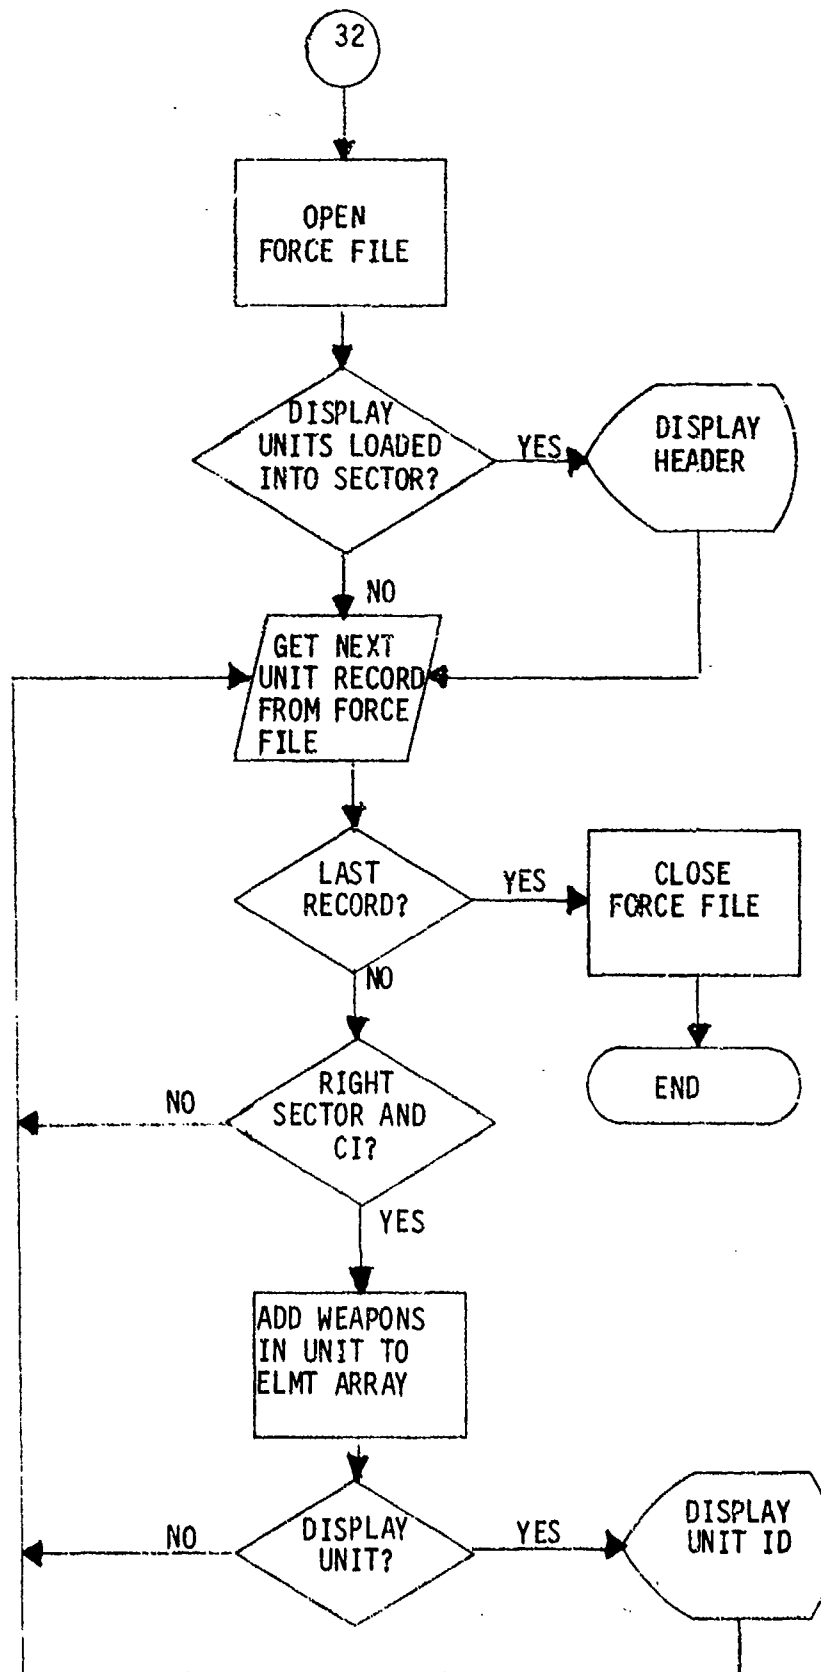 32
OPEN
FORCE FILE
DISPLAY
UNITS LOADED
INTO SECTOR?
YES
DISPLAY
HEADER
NO
GET NEXT
UNIT RECORD
FROM FORCE
FILE
LAST
RECORD?
YES
CLOSE
FORCE FILE
NO
END
RIGHT
SECTOR AND
CI?
NO
YES
ADD WEAPONS
IN UNIT TO
ELMT ARRAY
DISPLAY
UNIT?
NO
YES
DISPLAY
UNIT ID